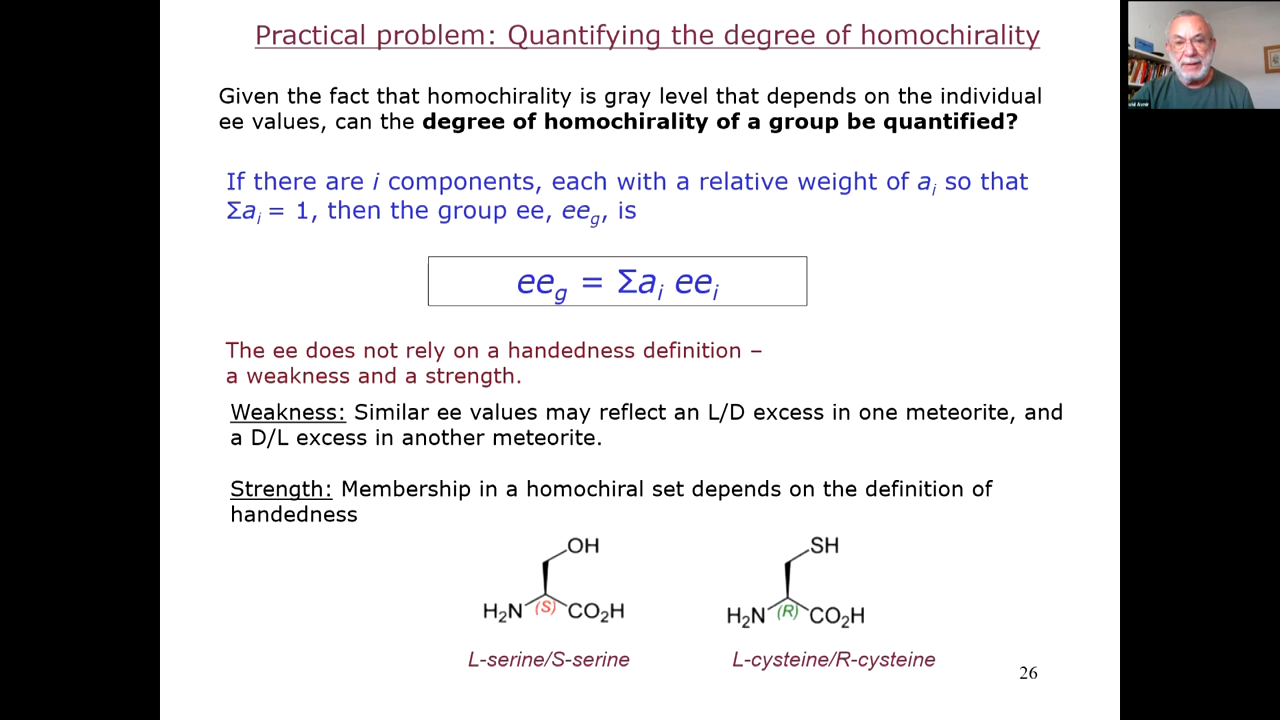 Practical problem: Quantifying the degree of homochirality
Given the fact that homochirality is gray level that depends on the individual
ee values, can the degree of homochirality of a group be quantified?
If there are i components, each with a relative weight of aᵢ so that
Σaᵢ = 1, then the group ee, ee_g, is
ee_g = Σaᵢ eeᵢ
The ee does not rely on a handedness definition –
a weakness and a strength.
Weakness: Similar ee values may reflect an L/D excess in one meteorite, and
a D/L excess in another meteorite.
Strength: Membership in a homochiral set depends on the definition of
handedness
OH
H₂N (S) CO₂H
L-serine/S-serine
SH
H₂N (R) CO₂H
L-cysteine/R-cysteine
26